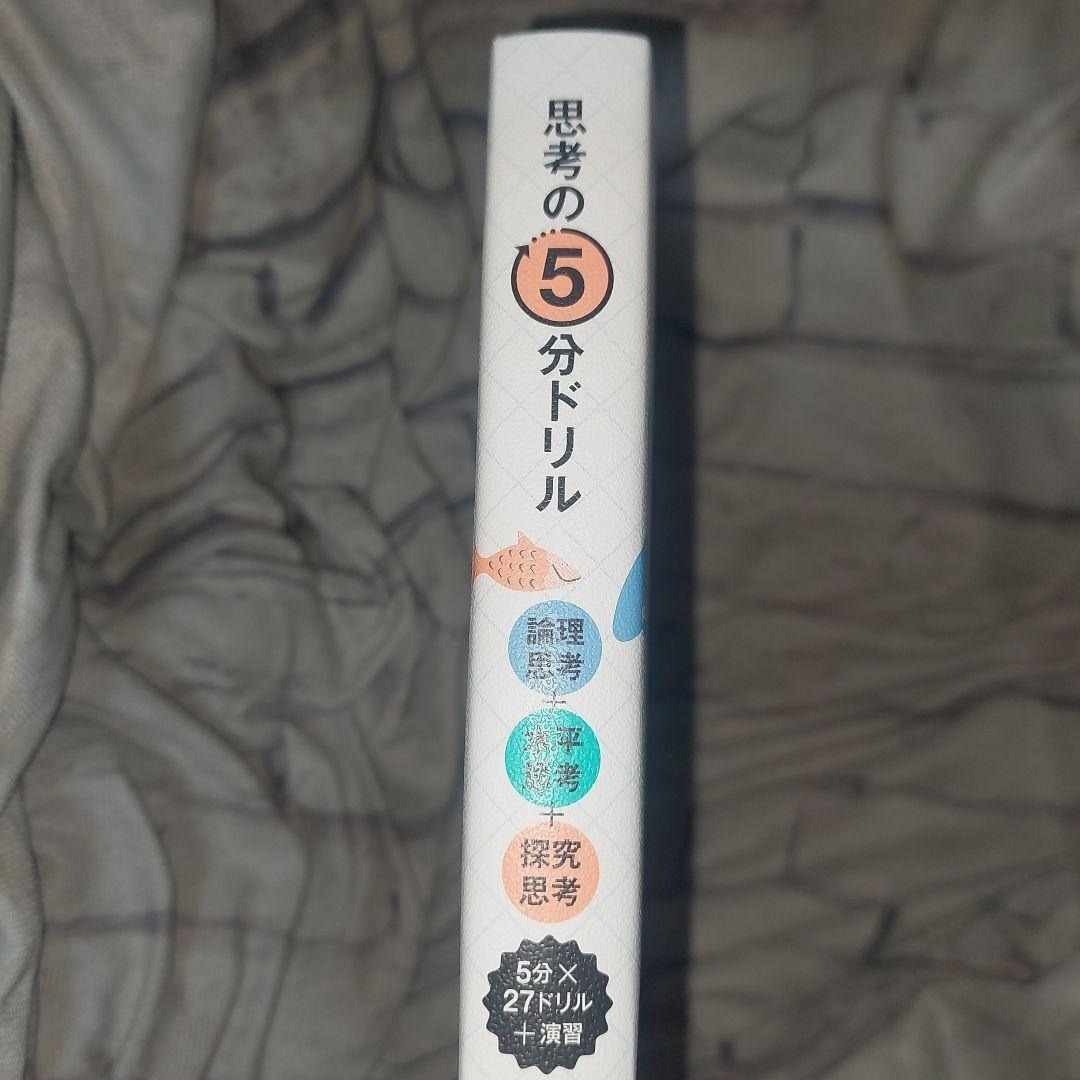 思考の5分ドリル
論理
思考
+
水平
思考
+
探究
思考
5分×
27ドリル
＋演習